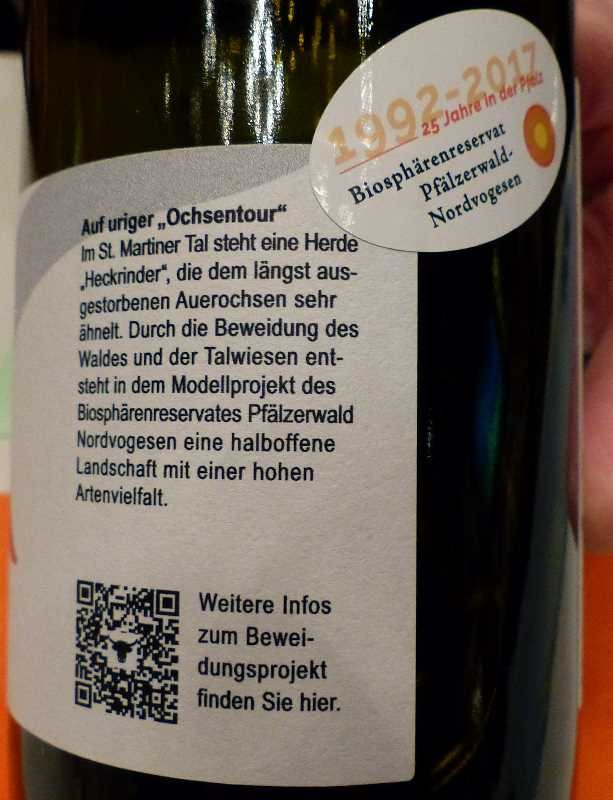 1992-2017
25 Jahre in der Pfalz
Biosphärenreservat
Pfälzerwald-
Nordvogesen
Auf uriger „Ochsentour“
Im St. Martiner Tal steht eine Herde
„Heckrinder“, die dem längst aus-
gestorbenen Auerochsen sehr
ähnelt. Durch die Beweidung des
Waldes und der Talwiesen ent-
steht in dem Modellprojekt des
Biosphärenreservates Pfälzerwald
Nordvogesen eine halboffene
Landschaft mit einer hohen
Artenvielfalt.
Weitere Infos
zum Bewei-
dungsprojekt
finden Sie hier.